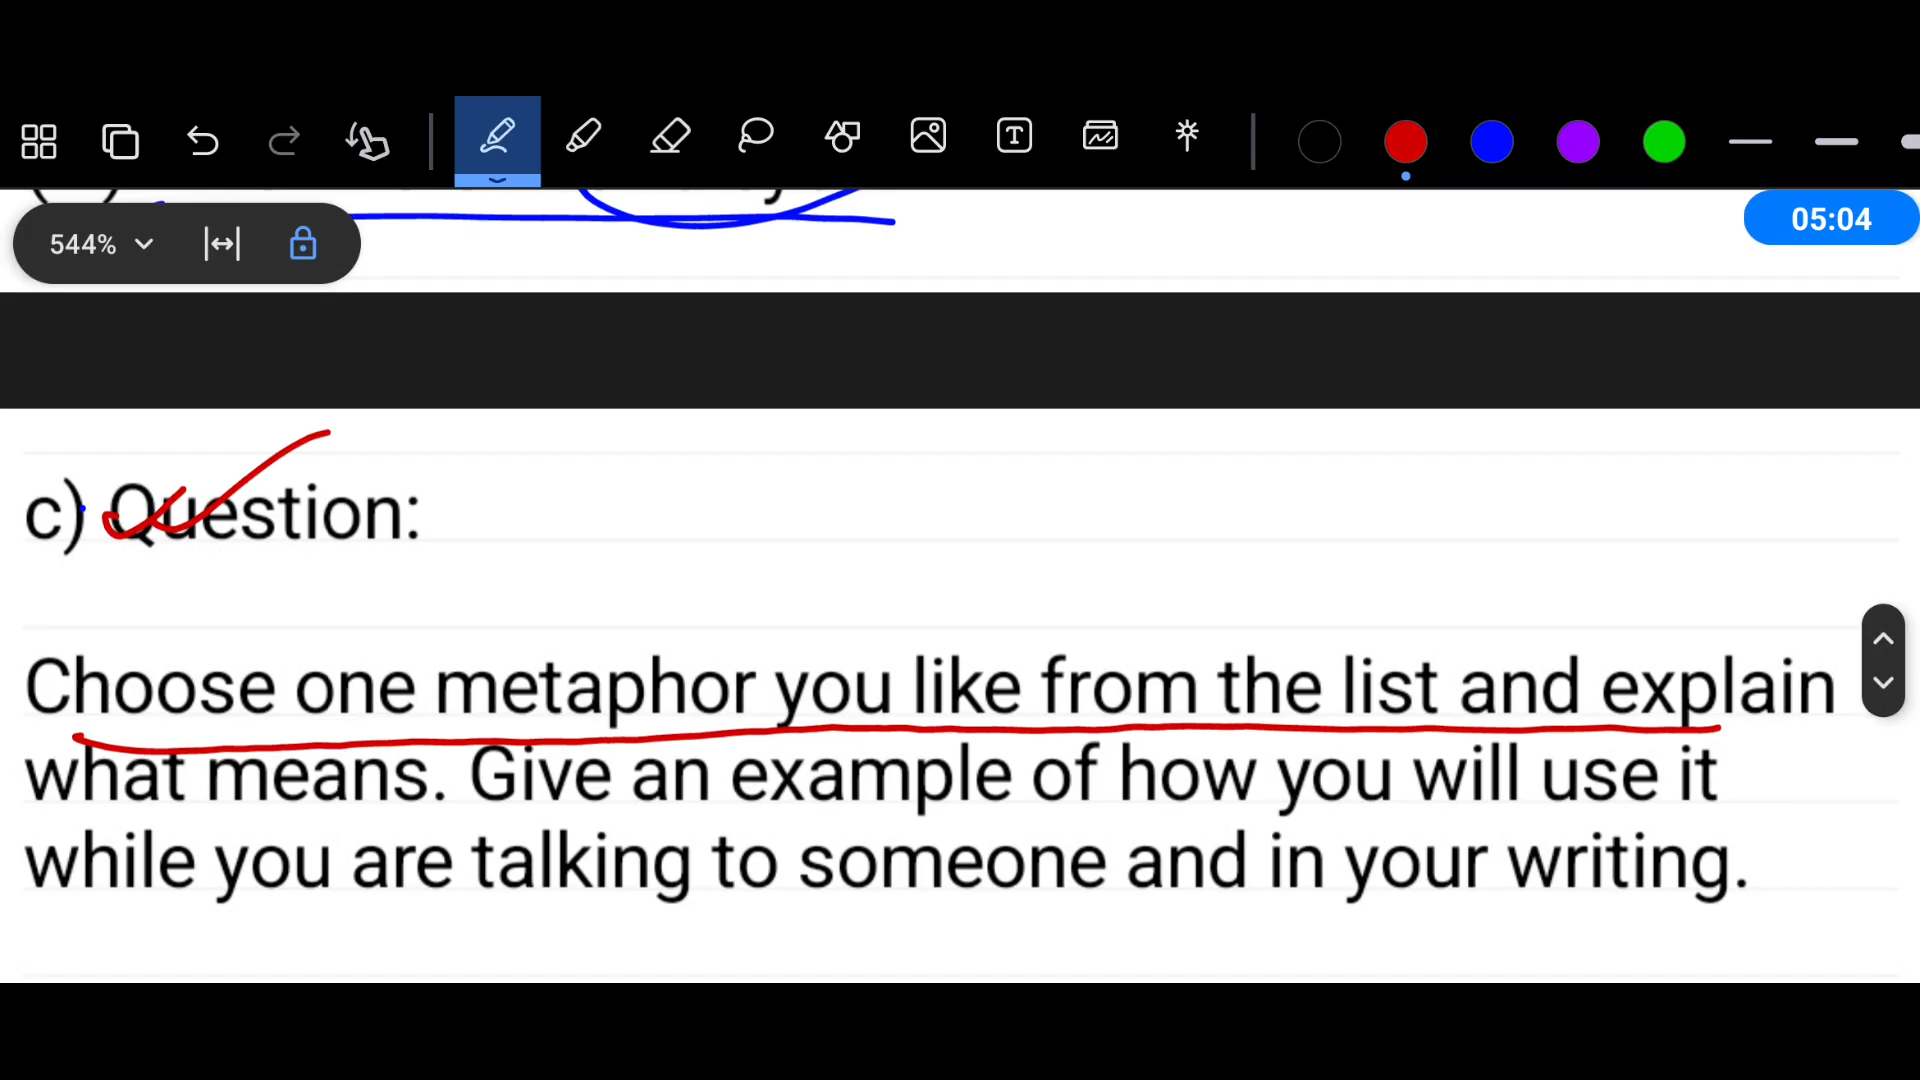 05:04
544%
c) Question:
Choose one metaphor you like from the list and explain
what means. Give an example of how you will use it
while you are talking to someone and in your writing.